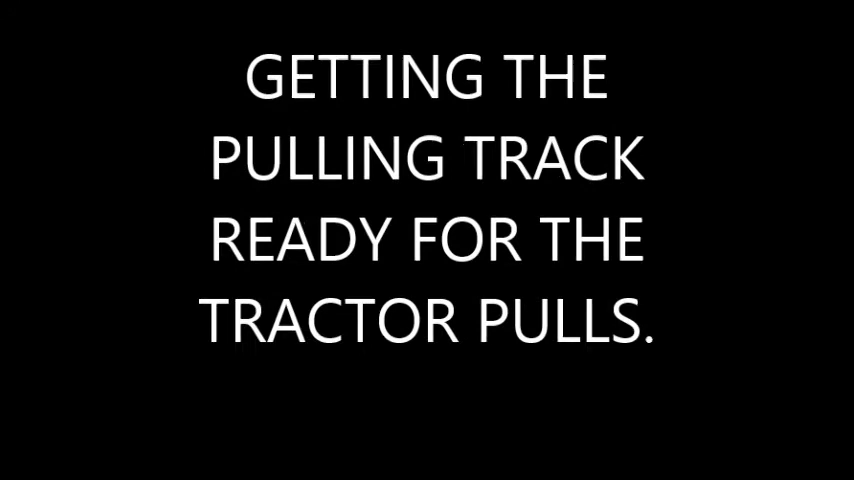 GETTING THE
PULLING TRACK
READY FOR THE
TRACTOR PULLS.